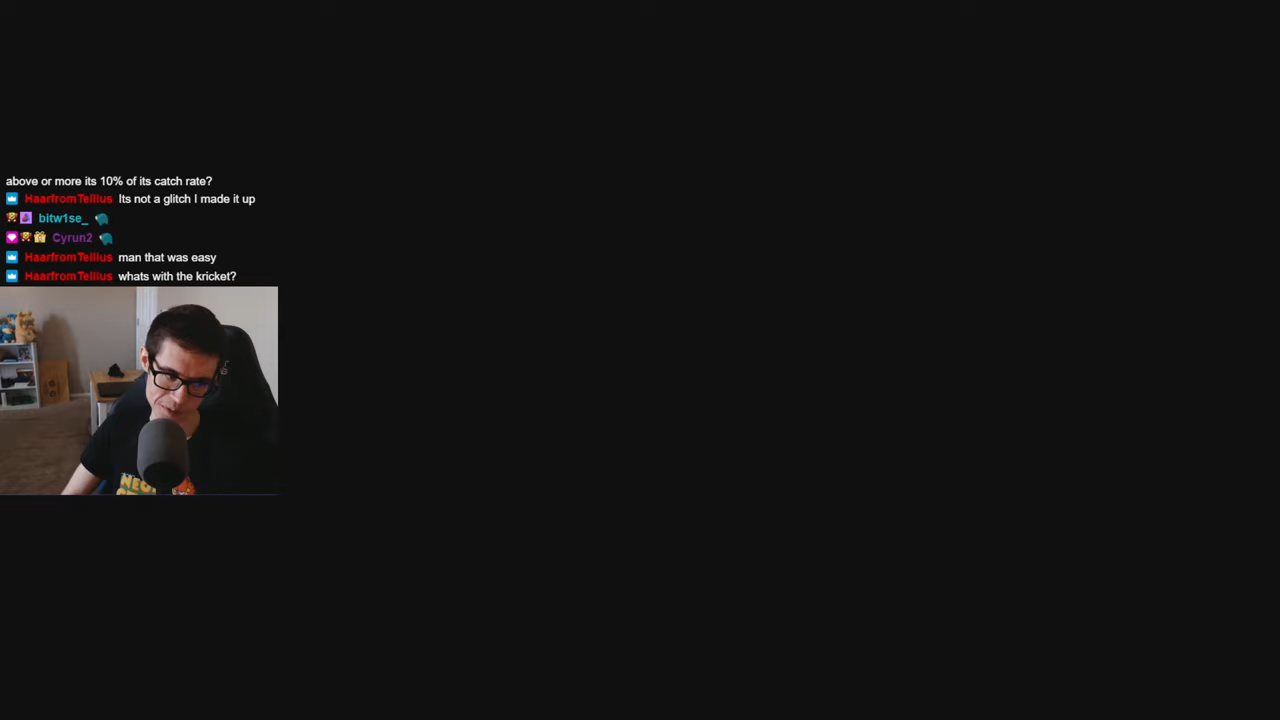 above or more its 10% of its catch rate?
HaarfromTellius Its not a glitch I made it up
bitw1se_
Cyrun2
HaarfromTellius man that was easy
HaarfromTellius whats with the kricket?
NEON